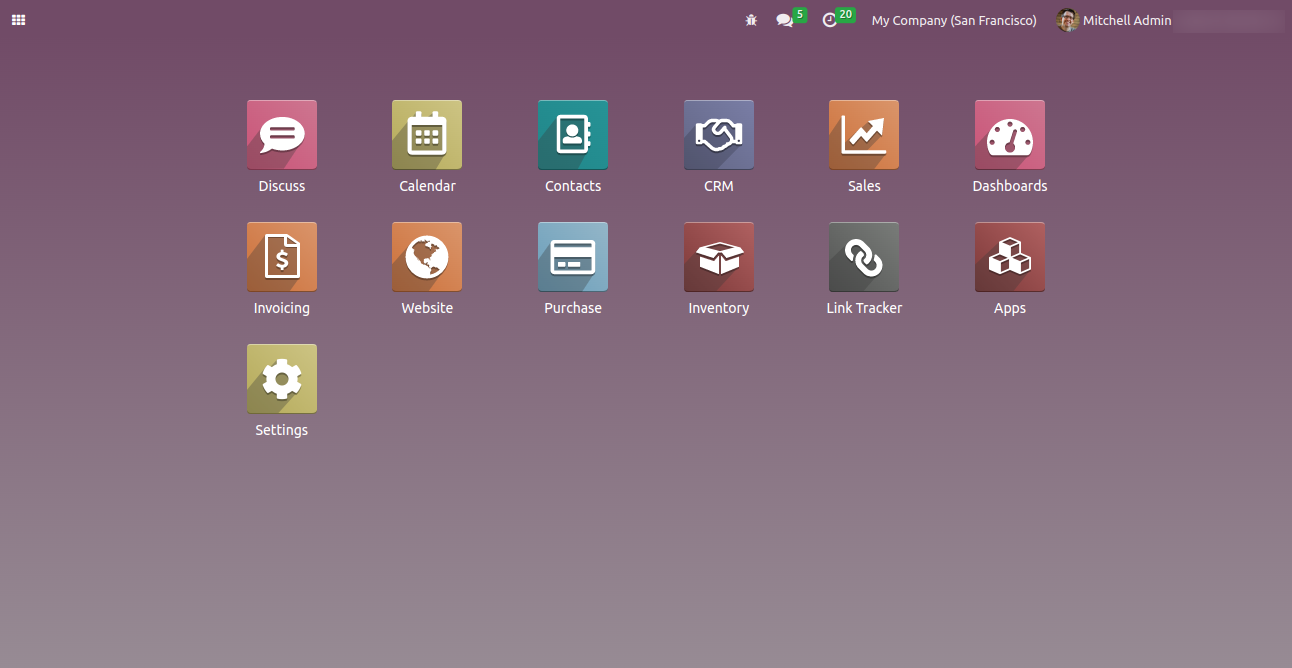 5 20 My Company (San Francisco) Mitchell Admin
Discuss Calendar Contacts CRM Sales Dashboards
Invoicing Website Purchase Inventory Link Tracker Apps
Settings